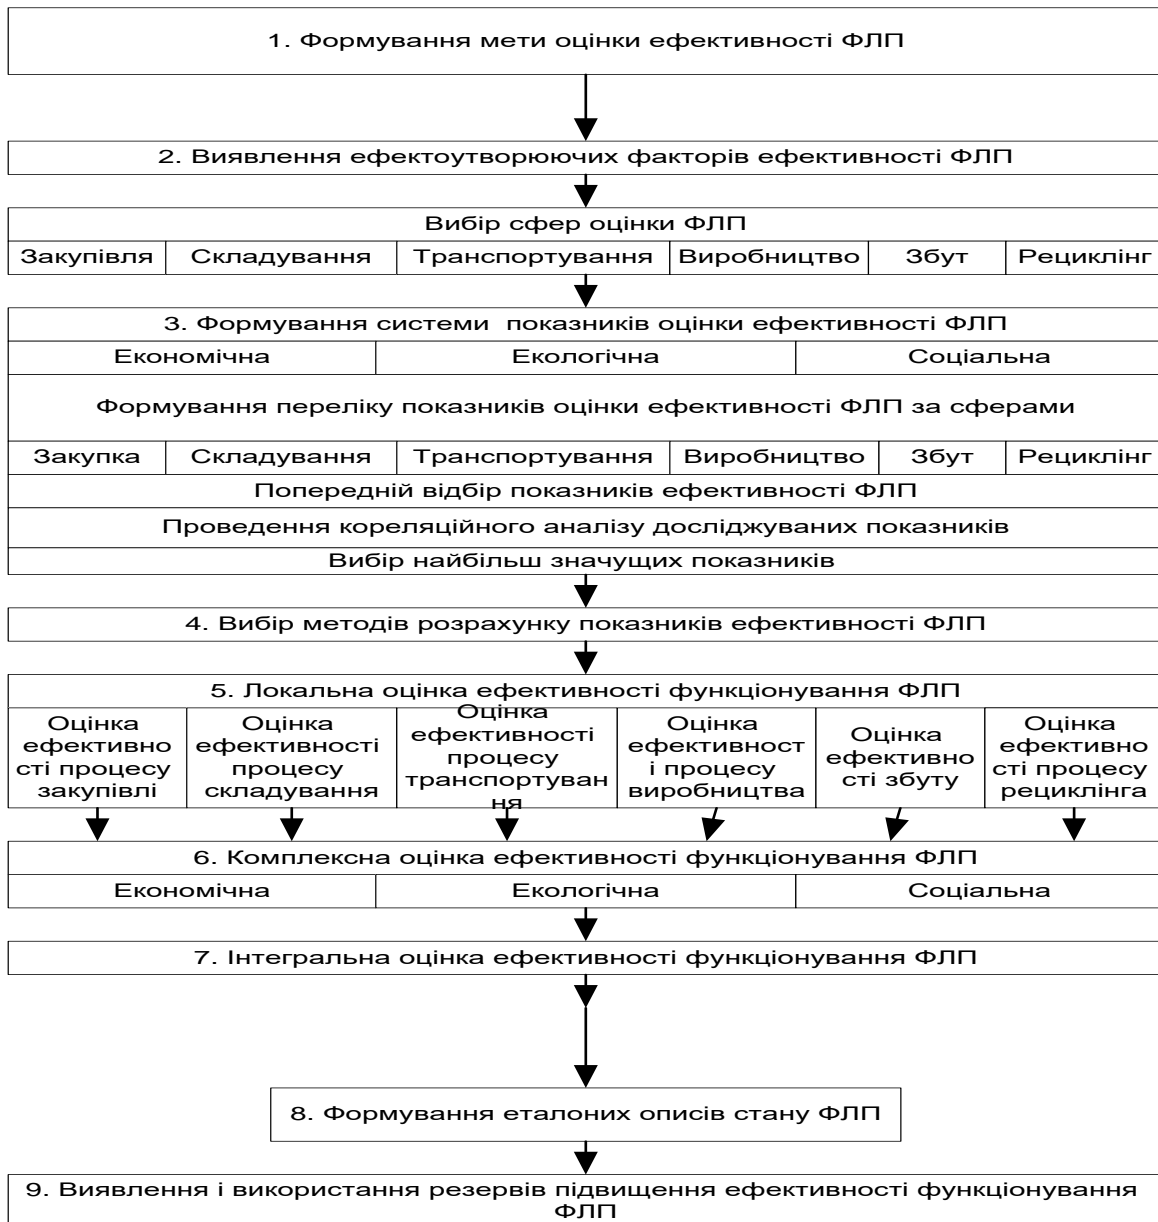 1. Формування мети оцінки ефективності ФЛП
2. Виявлення ефектоутворюючих факторів ефективності ФЛП
Вибір сфер оцінки ФЛП
Закупівля Складування Транспортування Виробництво Збут Рециклінг
3. Формування системи показників оцінки ефективності ФЛП
Економічна Екологічна Соціальна
Формування переліку показників оцінки ефективності ФЛП за сферами
Закупка Складування Транспортування Виробництво Збут Рециклінг
Попередній відбір показників ефективності ФЛП
Проведення кореляційного аналізу досліджуваних показників
Вибір найбільш значущих показників
4. Вибір методів розрахунку показників ефективності ФЛП
5. Локальна оцінка ефективності функціонування ФЛП
Оцінка
ефективно
сті процесу
закупівлі
Оцінка
ефективності
процесу
складування
Оцінка
ефективності
процесу
транспортуван
ня
Оцінка
ефективност
і процесу
виробництва
Оцінка
ефективно
сті збуту
Оцінка
ефективно
сті процесу
рециклінга
6. Комплексна оцінка ефективності функціонування ФЛП
Економічна Екологічна Соціальна
7. Інтегральна оцінка ефективності функціонування ФЛП
8. Формування еталоних описів стану ФЛП
9. Виявлення і використання резервів підвищення ефективності функціонування
ФЛП